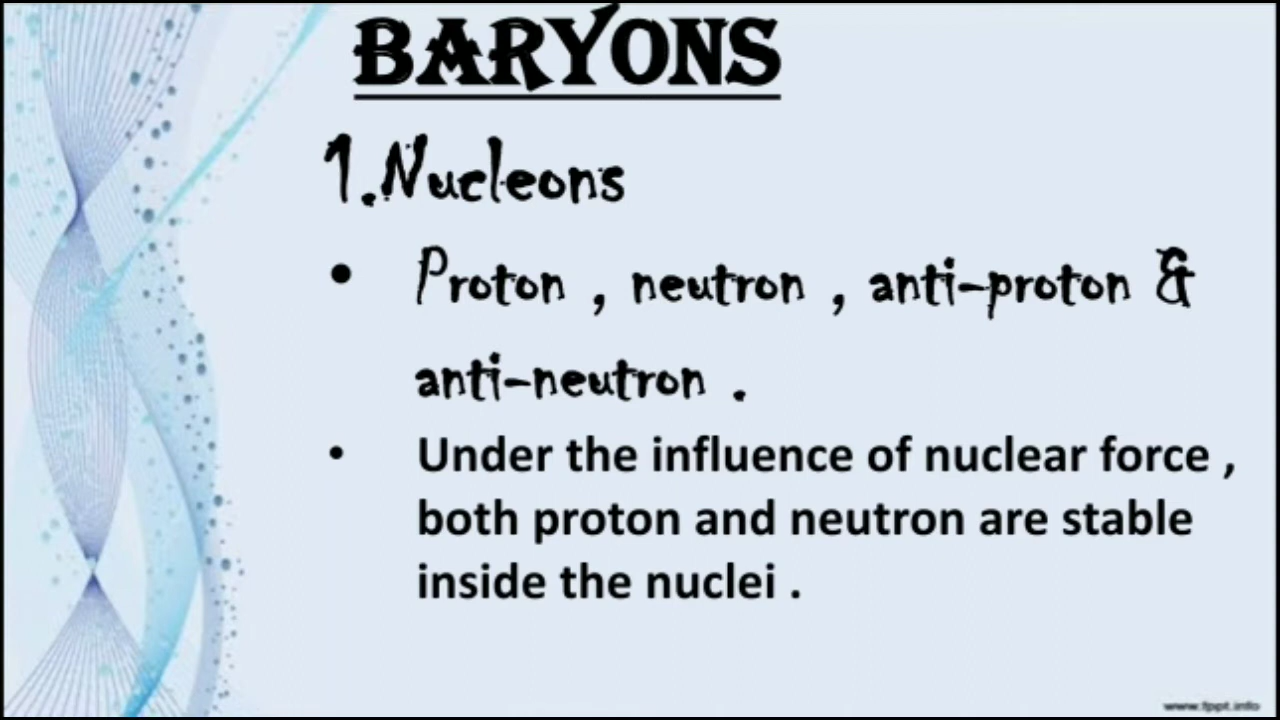 BARYONS
1.Nucleons
• Proton , neutron , anti-proton &
anti-neutron .
• Under the influence of nuclear force ,
both proton and neutron are stable
inside the nuclei .
www.fppt.info